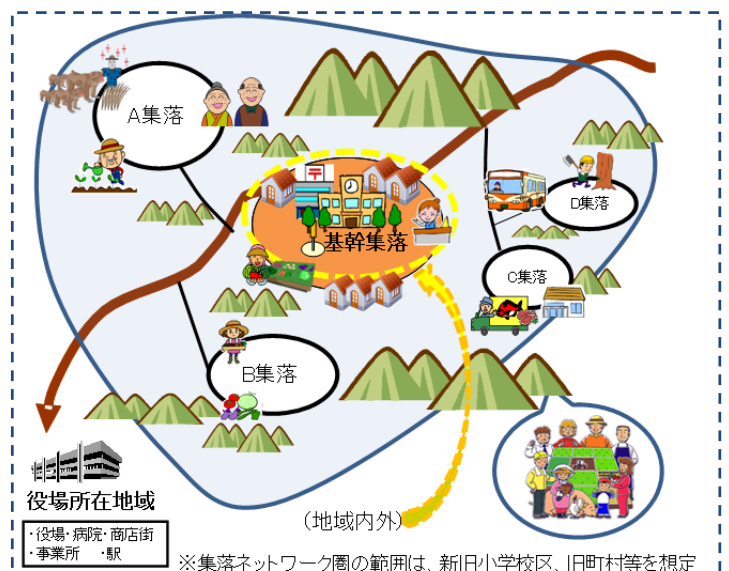 A集落
〒
基幹集落
D集落
C集落
B集落
役場所在地域
・役場・病院・商店街
・事業所 ・駅
(地域内外)
※集落ネットワーク圏の範囲は、新旧小学校区、旧町村等を想定